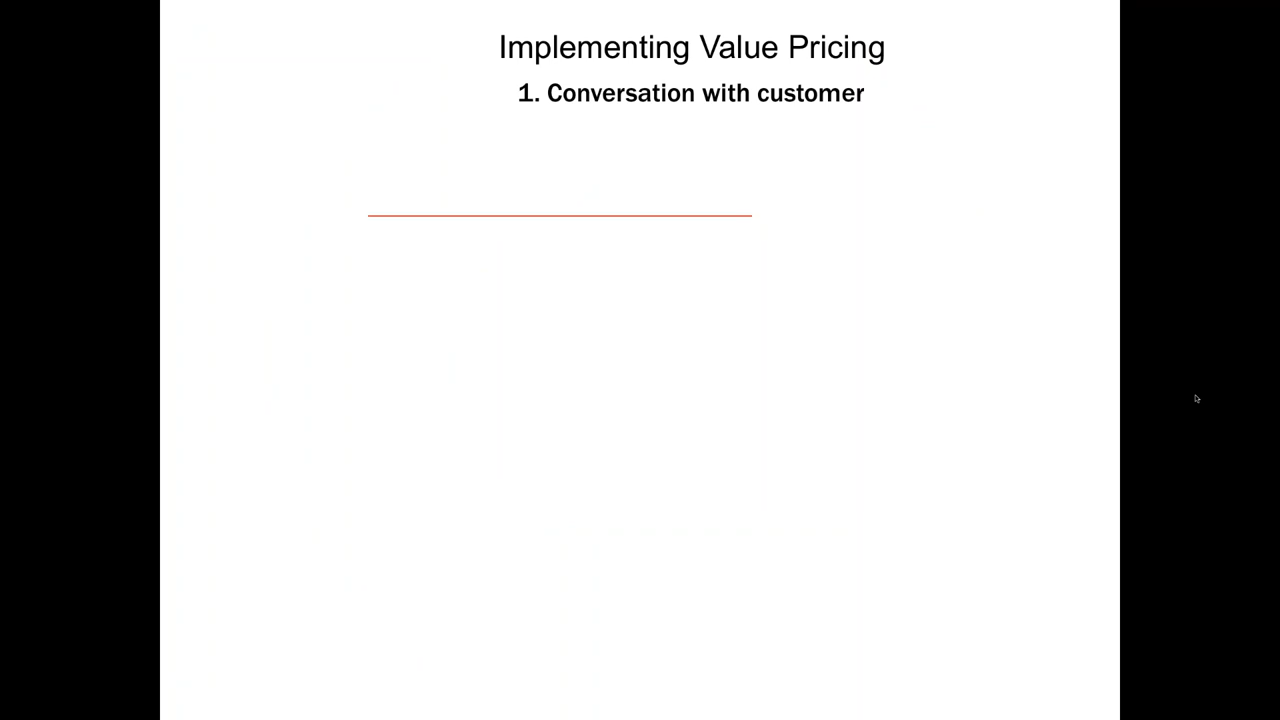 Implementing Value Pricing
1. Conversation with customer